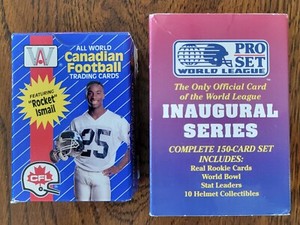 AW
ALL WORLD
Canadian
Football
TRADING CARDS
FEATURING
"Rocket"
Ismail
25
CFL
PRO
SET
WORLD LEAGUE
The Only Official Card
of the World League
INAUGURAL
SERIES
COMPLETE 150-CARD SET
INCLUDES:
Real Rookie Cards
World Bowl
Stat Leaders
10 Helmet Collectibles